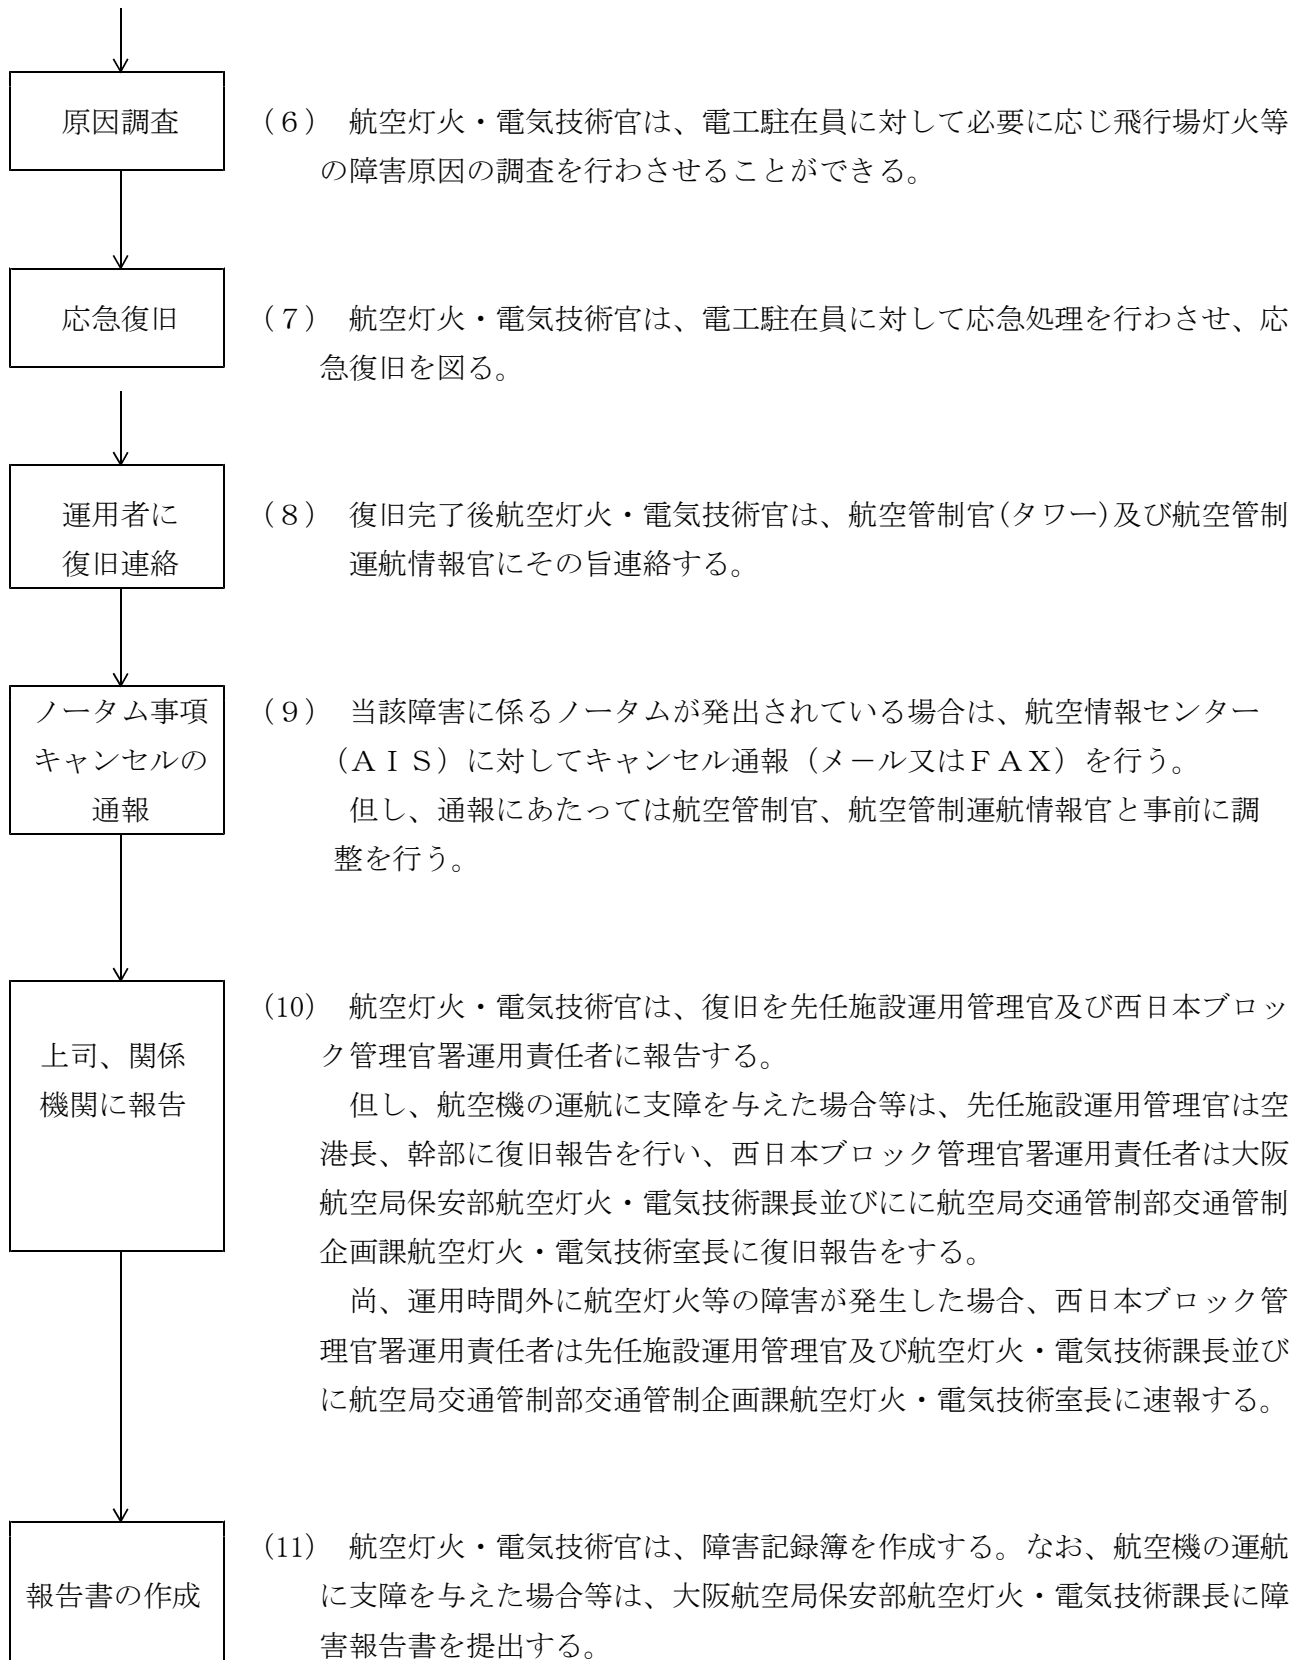 原因調査
（６） 航空灯火・電気技術官は、電工駐在員に対して必要に応じ飛行場灯火等
の障害原因の調査を行わさせることができる。
応急復旧
（７） 航空灯火・電気技術官は、電工駐在員に対して応急処理を行わさせ、応
急復旧を図る。
運用者に
復旧連絡
（８） 復旧完了後航空灯火・電気技術官は、航空管制官(タワー)及び航空管制
運航情報官にその旨連絡する。
ノータム事項
キャンセルの
通報
（９） 当該障害に係るノータムが発出されている場合は、航空情報センター
（ＡＩＳ）に対してキャンセル通報（メール又はＦＡＸ）を行う。
但し、通報にあたっては航空管制官、航空管制運航情報官と事前に調
整を行う。
上司、関係
機関に報告
(10) 航空灯火・電気技術官は、復旧を先任施設運用管理官及び西日本ブロッ
ク管理官署運用責任者に報告する。
但し、航空機の運航に支障を与えた場合等は、先任施設運用管理官は空
港長、幹部に復旧報告を行い、西日本ブロック管理官署運用責任者は大阪
航空局保安部航空灯火・電気技術課長並びにに航空局交通管制部交通管制
企画課航空灯火・電気技術室長に復旧報告をする。
尚、運用時間外に航空灯火等の障害が発生した場合、西日本ブロック管
理官署運用責任者は先任施設運用管理官及び航空灯火・電気技術課長並び
に航空局交通管制部交通管制企画課航空灯火・電気技術室長に速報する。
報告書の作成
(11) 航空灯火・電気技術官は、障害記録簿を作成する。なお、航空機の運航
に支障を与えた場合等は、大阪航空局保安部航空灯火・電気技術課長に障
害報告書を提出する。